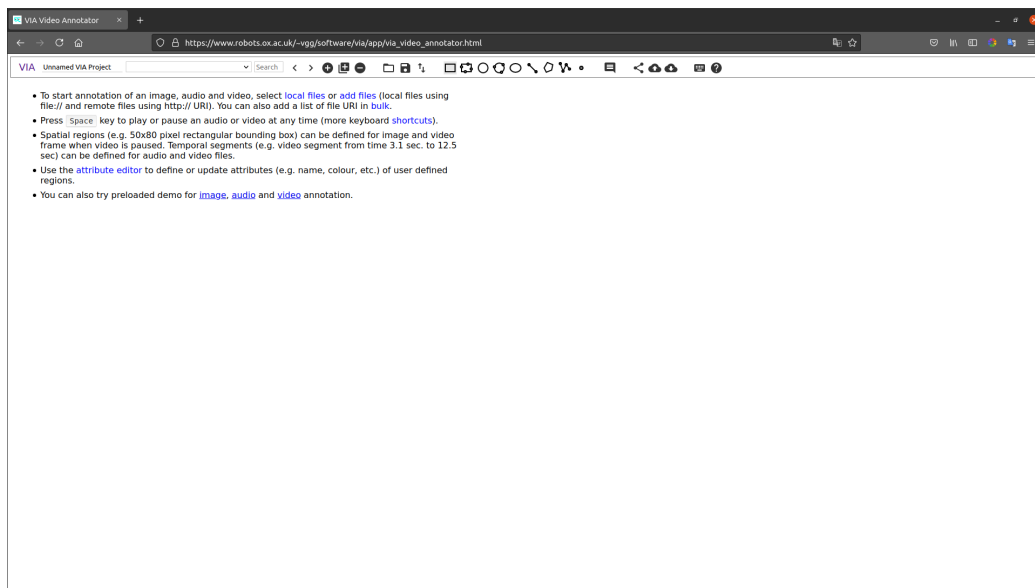 VIA Video Annotator
https://www.robots.ox.ac.uk/~vgg/software/via/app/via_video_annotator.html
VIA Unnamed VIA Project Search
• To start annotation of an image, audio and video, select local files or add files (local files using
file:// and remote files using http:// URI). You can also add a list of file URI in bulk.
• Press Space key to play or pause an audio or video at any time (more keyboard shortcuts).
• Spatial regions (e.g. 50x80 pixel rectangular bounding box) can be defined for image and video
frame when video is paused. Temporal segments (e.g. video segment from time 3.1 sec. to 12.5
sec) can be defined for audio and video files.
• Use the attribute editor to define or update attributes (e.g. name, colour, etc.) of user defined
regions.
• You can also try preloaded demo for image, audio and video annotation.